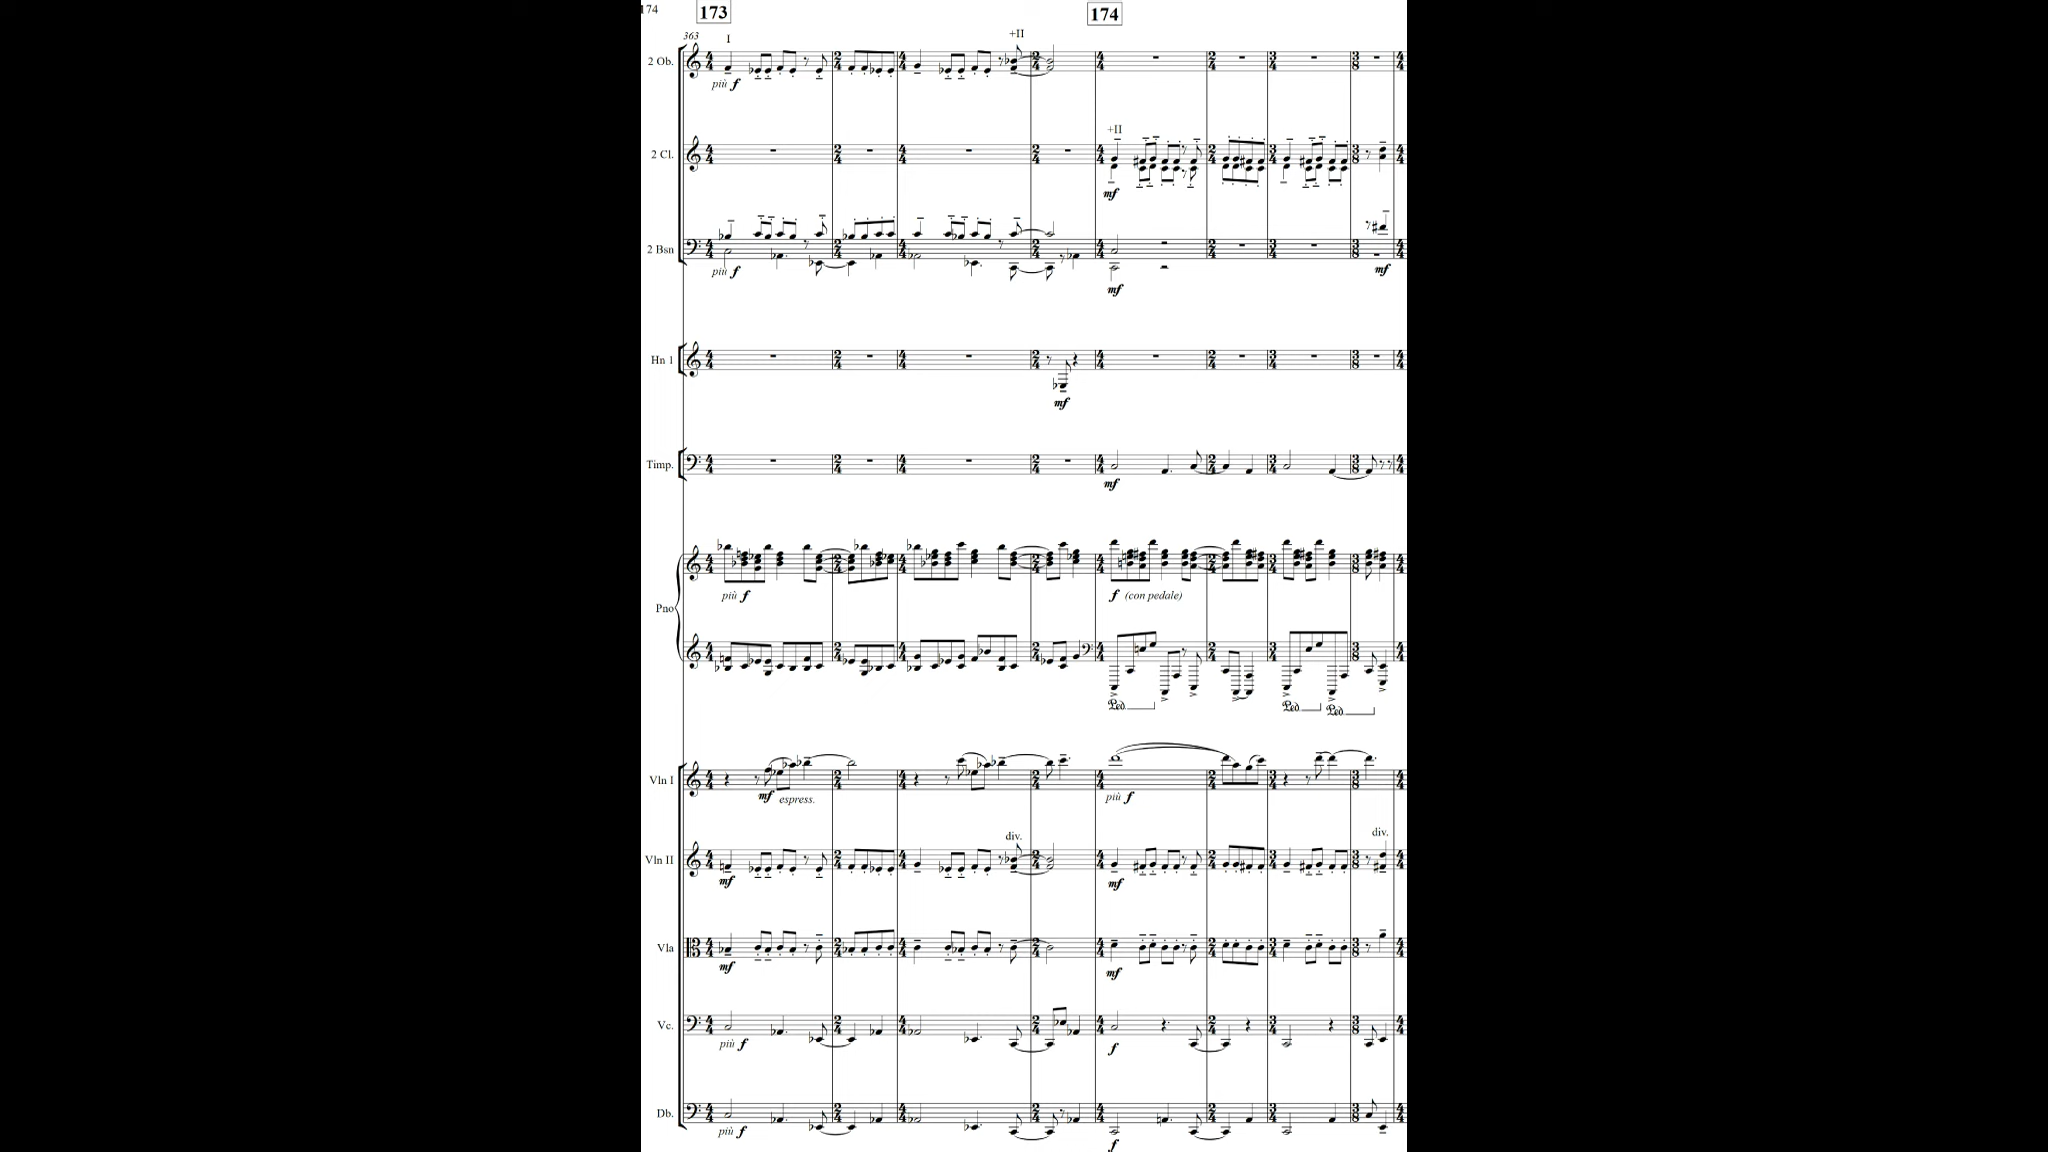 174 173 174
363 I +II
2 Ob.
più f
+II
2 Cl.
mf
2 Bsn
più f mf
mf
Hn 1
mf
Timp.
mf
più f f (con pedale)
Pno
Ped Ped Ped
Vln I
mf espress. più f
div. div.
Vln II
mf mf
Vla
mf mf
Vc.
più f f
Db.
più f f